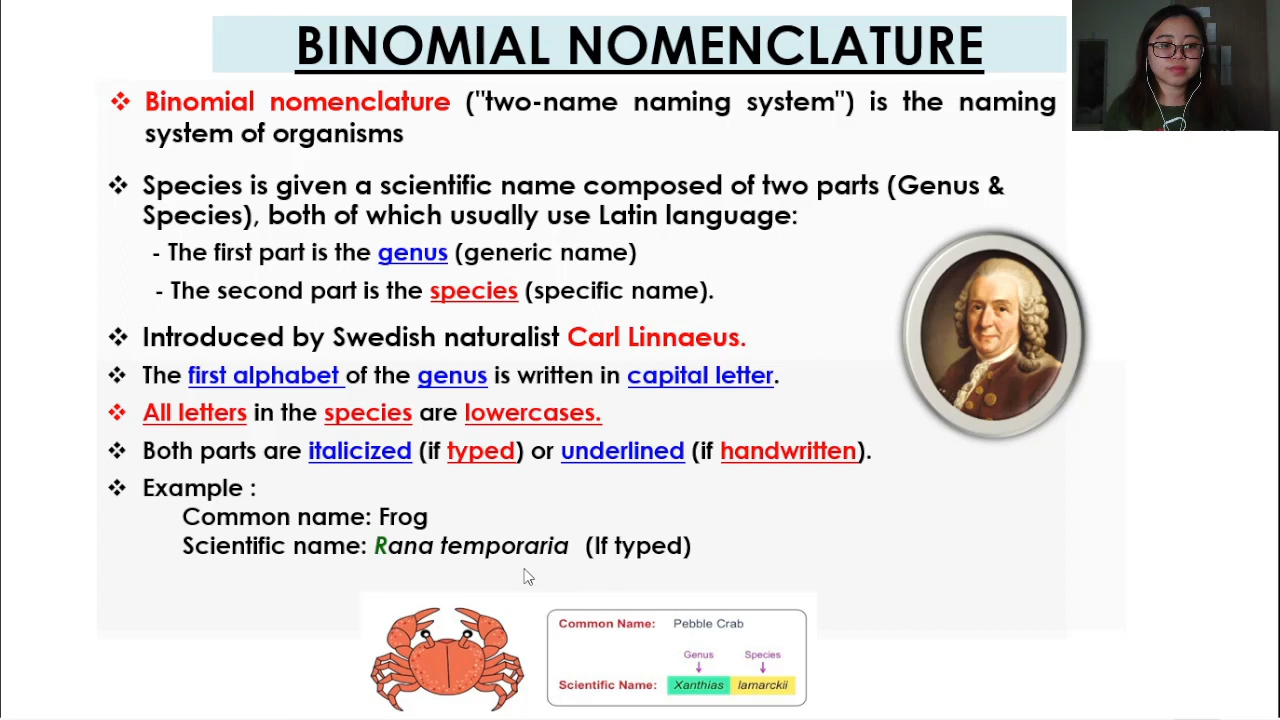 BINOMIAL NOMENCLATURE
❖ Binomial nomenclature ("two-name naming system") is the naming
system of organisms
❖ Species is given a scientific name composed of two parts (Genus &
Species), both of which usually use Latin language:
- The first part is the genus (generic name)
- The second part is the species (specific name).
❖ Introduced by Swedish naturalist Carl Linnaeus.
❖ The first alphabet of the genus is written in capital letter.
❖ All letters in the species are lowercases.
❖ Both parts are italicized (if typed) or underlined (if handwritten).
❖ Example :
Common name: Frog
Scientific name: Rana temporaria (If typed)
Common Name: Pebble Crab
Genus Species
Scientific Name: Xanthias lamarckii